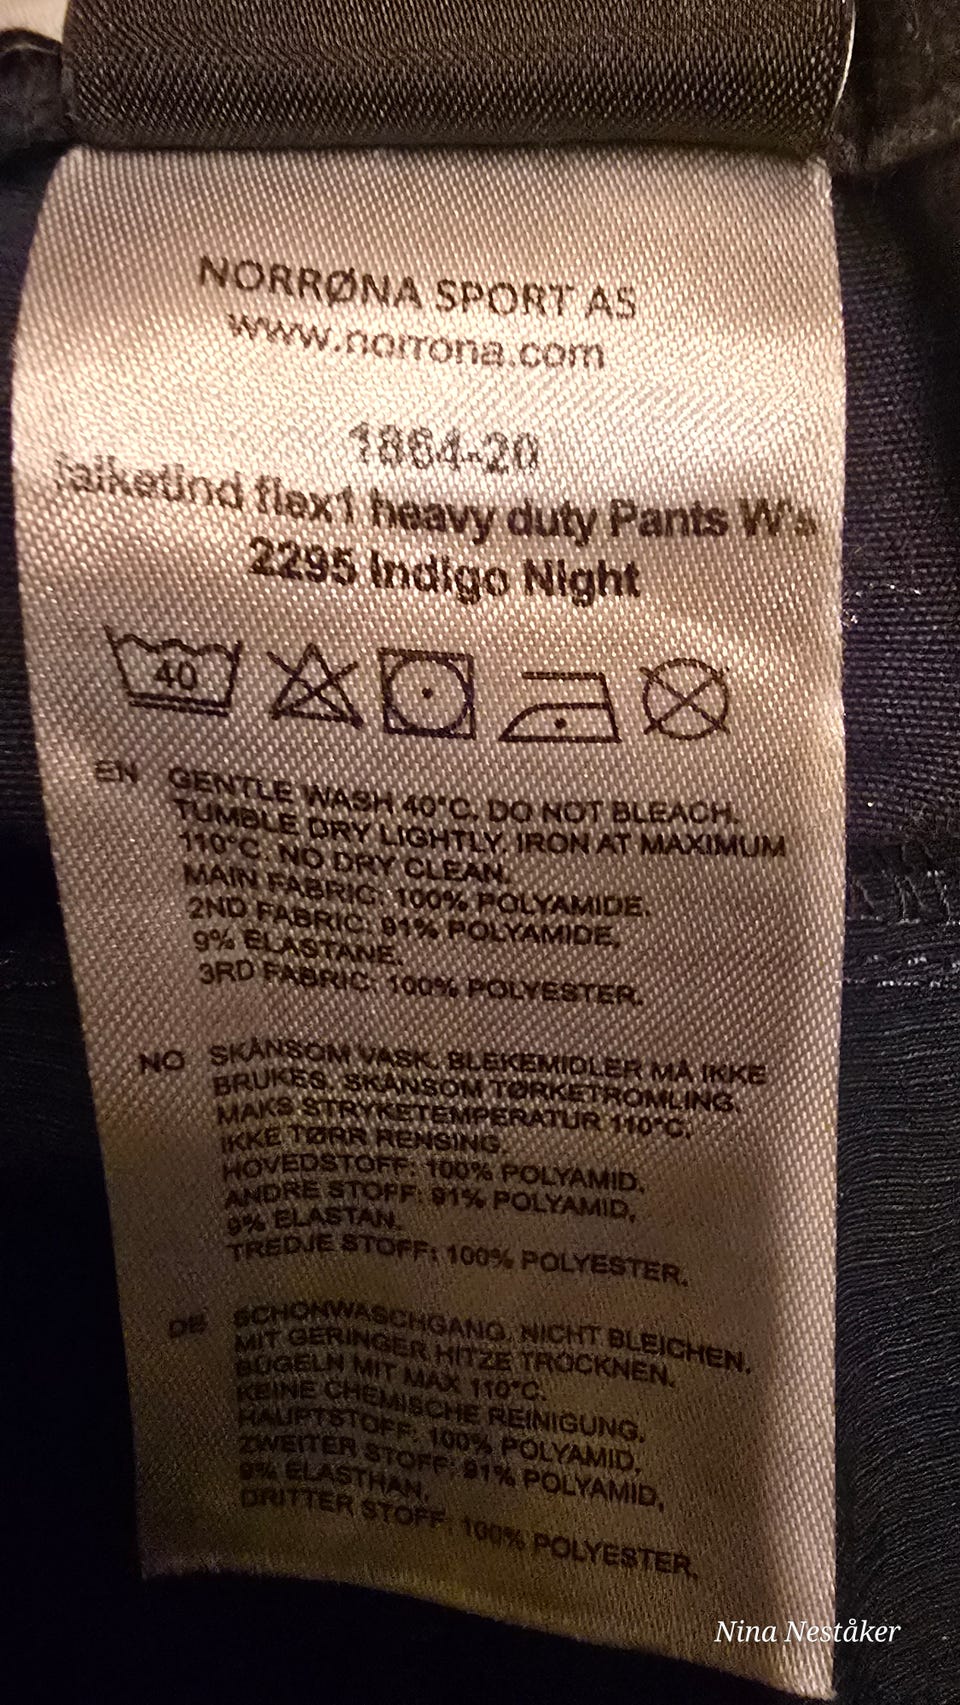 NORRØNA SPORT AS
www.norrona.com
1864-20
falketind flex1 heavy duty Pants W's
2295 Indigo Night
40
EN GENTLE WASH 40°C. DO NOT BLEACH.
TUMBLE DRY LIGHTLY. IRON AT MAXIMUM
110°C. NO DRY CLEAN.
MAIN FABRIC: 100% POLYAMIDE.
2ND FABRIC: 91% POLYAMIDE,
9% ELASTANE.
3RD FABRIC: 100% POLYESTER.
NO SKÅNSOM VASK. BLEKEMIDLER MÅ IKKE
BRUKES. SKÅNSOM TØRKETROMLING.
MAKS STRYKETEMPERATUR 110°C.
IKKE TØRR RENSING.
HOVEDSTOFF: 100% POLYAMID.
ANDRE STOFF: 91% POLYAMID,
9% ELASTAN.
TREDJE STOFF: 100% POLYESTER.
DE SCHONWASCHGANG. NICHT BLEICHEN.
MIT GERINGER HITZE TROCKNEN.
BÜGELN MIT MAX 110°C.
KEINE CHEMISCHE REINIGUNG.
HAUPTSTOFF: 100% POLYAMID.
ZWEITER STOFF: 91% POLYAMID,
9% ELASTHAN.
DRITTER STOFF: 100% POLYESTER.
Nina Neståker